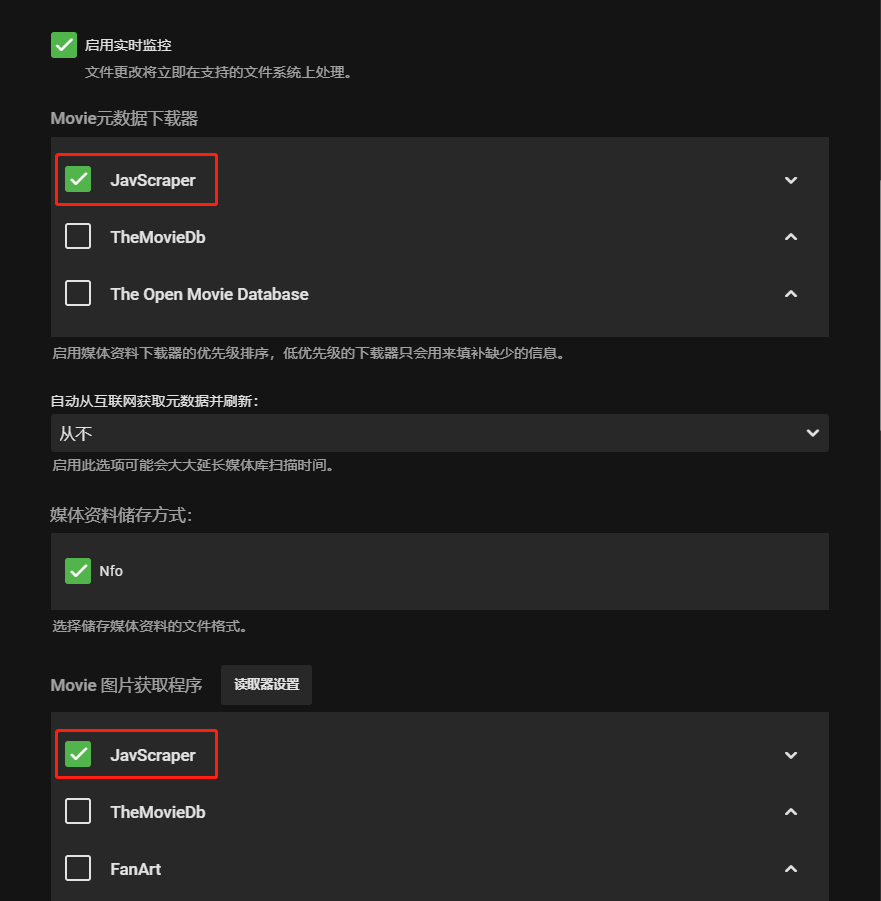 启用实时监控
文件更改将立即在支持的文件系统上处理。
Movie元数据下载器
JavScraper
TheMovieDb
The Open Movie Database
启用媒体资料下载器的优先级排序，低优先级的下载器只会用来填补缺少的信息。
自动从互联网获取元数据并刷新：
从不
启用此选项可能会大大延长媒体库扫描时间。
媒体资料储存方式：
Nfo
选择储存媒体资料的文件格式。
Movie 图片获取程序 读取器设置
JavScraper
TheMovieDb
FanArt